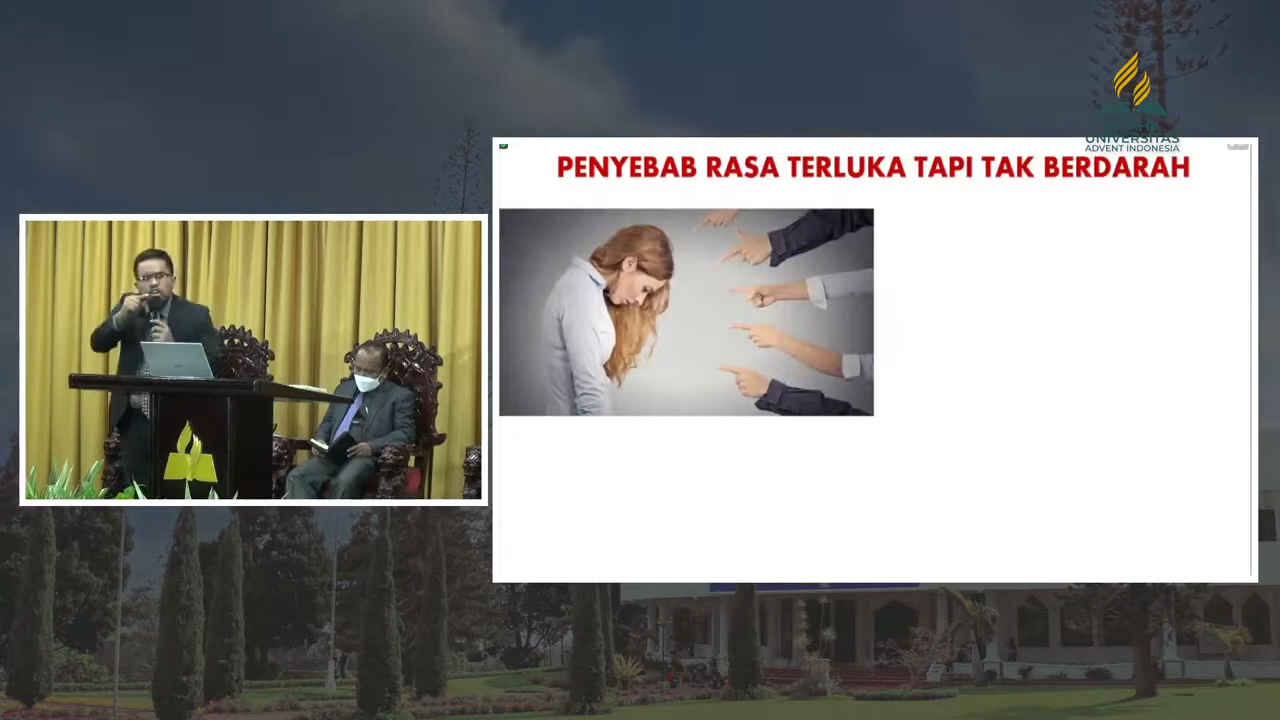 UNIVERSITAS
ADVENT INDONESIA
PENYEBAB RASA TERLUKA TAPI TAK BERDARAH